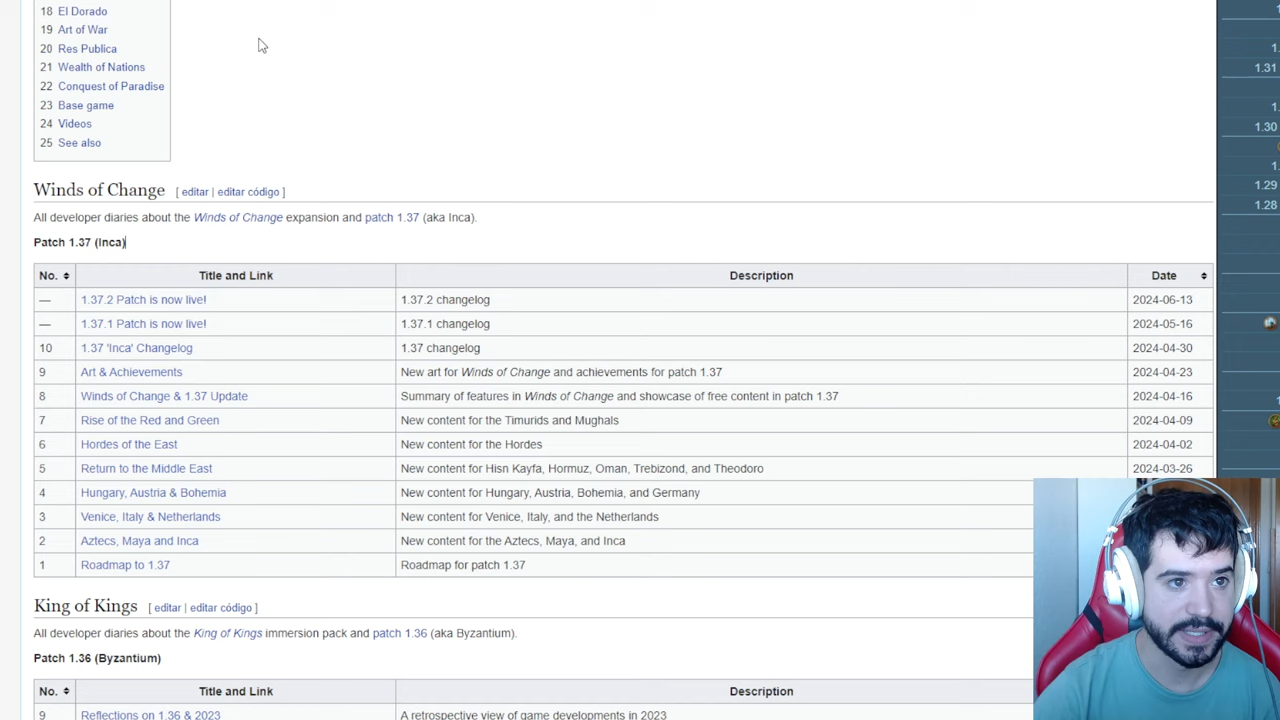 18 El Dorado
19 Art of War
20 Res Publica
21 Wealth of Nations
22 Conquest of Paradise
23 Base game
24 Videos
25 See also
1.31
1.30
1.29
1.28
Winds of Change [ editar | editar código ]
All developer diaries about the Winds of Change expansion and patch 1.37 (aka Inca).
Patch 1.37 (Inca)
No. Title and Link Description Date
— 1.37.2 Patch is now live! 1.37.2 changelog 2024-06-13
— 1.37.1 Patch is now live! 1.37.1 changelog 2024-05-16
10 1.37 'Inca' Changelog 1.37 changelog 2024-04-30
9 Art & Achievements New art for Winds of Change and achievements for patch 1.37 2024-04-23
8 Winds of Change & 1.37 Update Summary of features in Winds of Change and showcase of free content in patch 1.37 2024-04-16
7 Rise of the Red and Green New content for the Timurids and Mughals 2024-04-09
6 Hordes of the East New content for the Hordes 2024-04-02
5 Return to the Middle East New content for Hisn Kayfa, Hormuz, Oman, Trebizond, and Theodoro 2024-03-26
4 Hungary, Austria & Bohemia New content for Hungary, Austria, Bohemia, and Germany
3 Venice, Italy & Netherlands New content for Venice, Italy, and the Netherlands
2 Aztecs, Maya and Inca New content for the Aztecs, Maya, and Inca
1 Roadmap to 1.37 Roadmap for patch 1.37
King of Kings [ editar | editar código ]
All developer diaries about the King of Kings immersion pack and patch 1.36 (aka Byzantium).
Patch 1.36 (Byzantium)
No. Title and Link Description
9 Reflections on 1.36 & 2023 A retrospective view of game developments in 2023